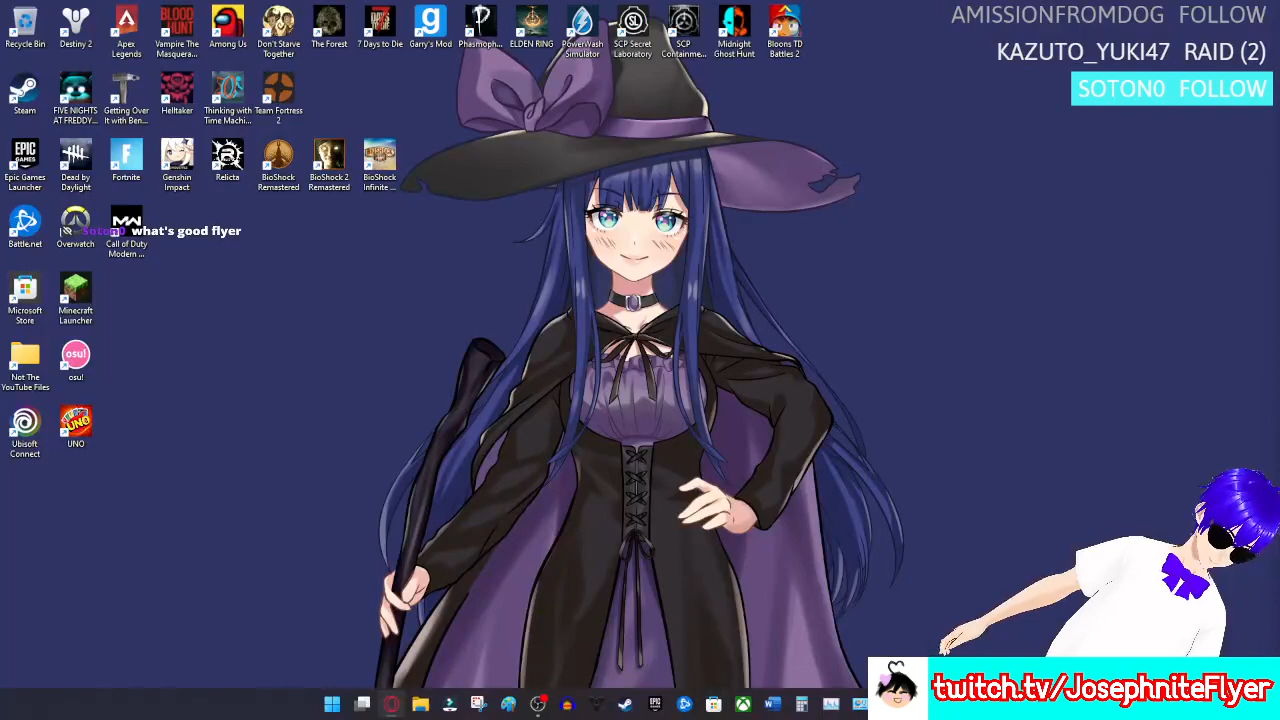 AMISSIONFROMDOG FOLLOW
KAZUTO_YUKI47 RAID (2)
SOTON0 FOLLOW
Recycle Bin
Destiny 2
Apex
Legends
Vampire The
Masquera...
Among Us
Don't Starve
Together
The Forest
7 Days to Die
Garry's Mod
Phasmoph...
ELDEN RING
PowerWash
Simulator
SCP Secret
Laboratory
SCP
Containme...
Midnight
Ghost Hunt
Bloons TD
Battles 2
Steam
FIVE NIGHTS
AT FREDDY...
Getting Over
It with Ben...
Helltaker
Thinking with
Time Machi...
Team Fortress
2
Epic Games
Launcher
Dead by
Daylight
Fortnite
Genshin
Impact
Relicta
BioShock
Remastered
BioShock 2
Remastered
BioShock
Infinite ...
Soton0 what's good flyer
Battle.net
Overwatch
Call of Duty
Modern ...
Microsoft
Store
Minecraft
Launcher
Not The
YouTube Files
osu!
osu!
Ubisoft
Connect
UNO
UNO
twitch.tv/JosephniteFlyer